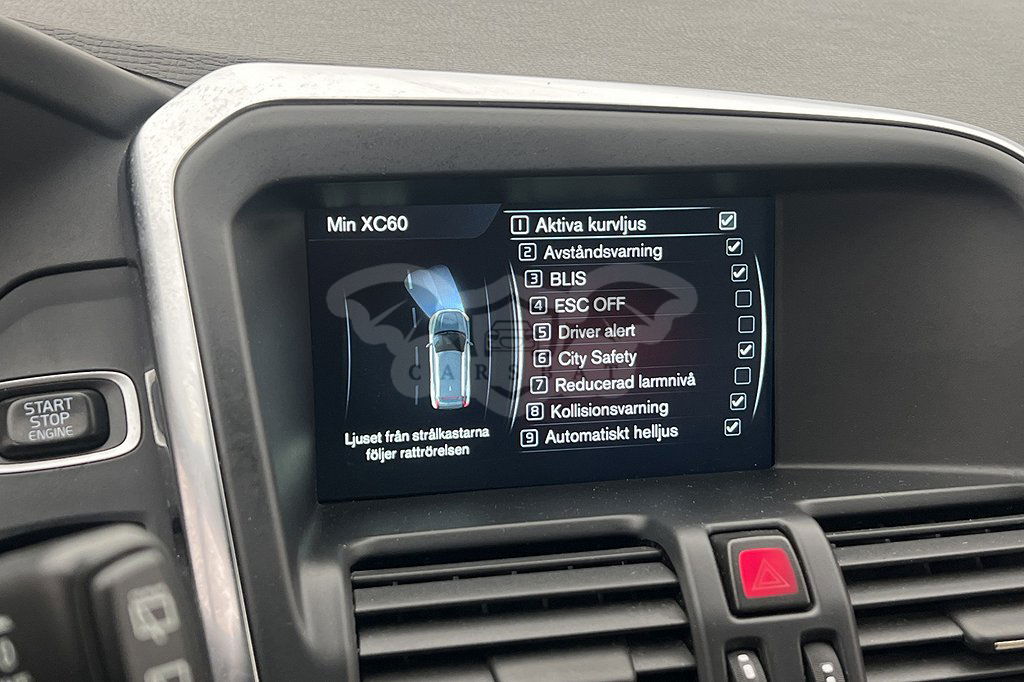 Min XC60
1 Aktiva kurvljus
2 Avståndsvarning
3 BLIS
4 ESC OFF
5 Driver alert
6 City Safety
7 Reducerad larmnivå
8 Kollisionsvarning
9 Automatiskt helljus
Ljuset från strålkastarna
följer rattrörelsen
START
STOP
ENGINE